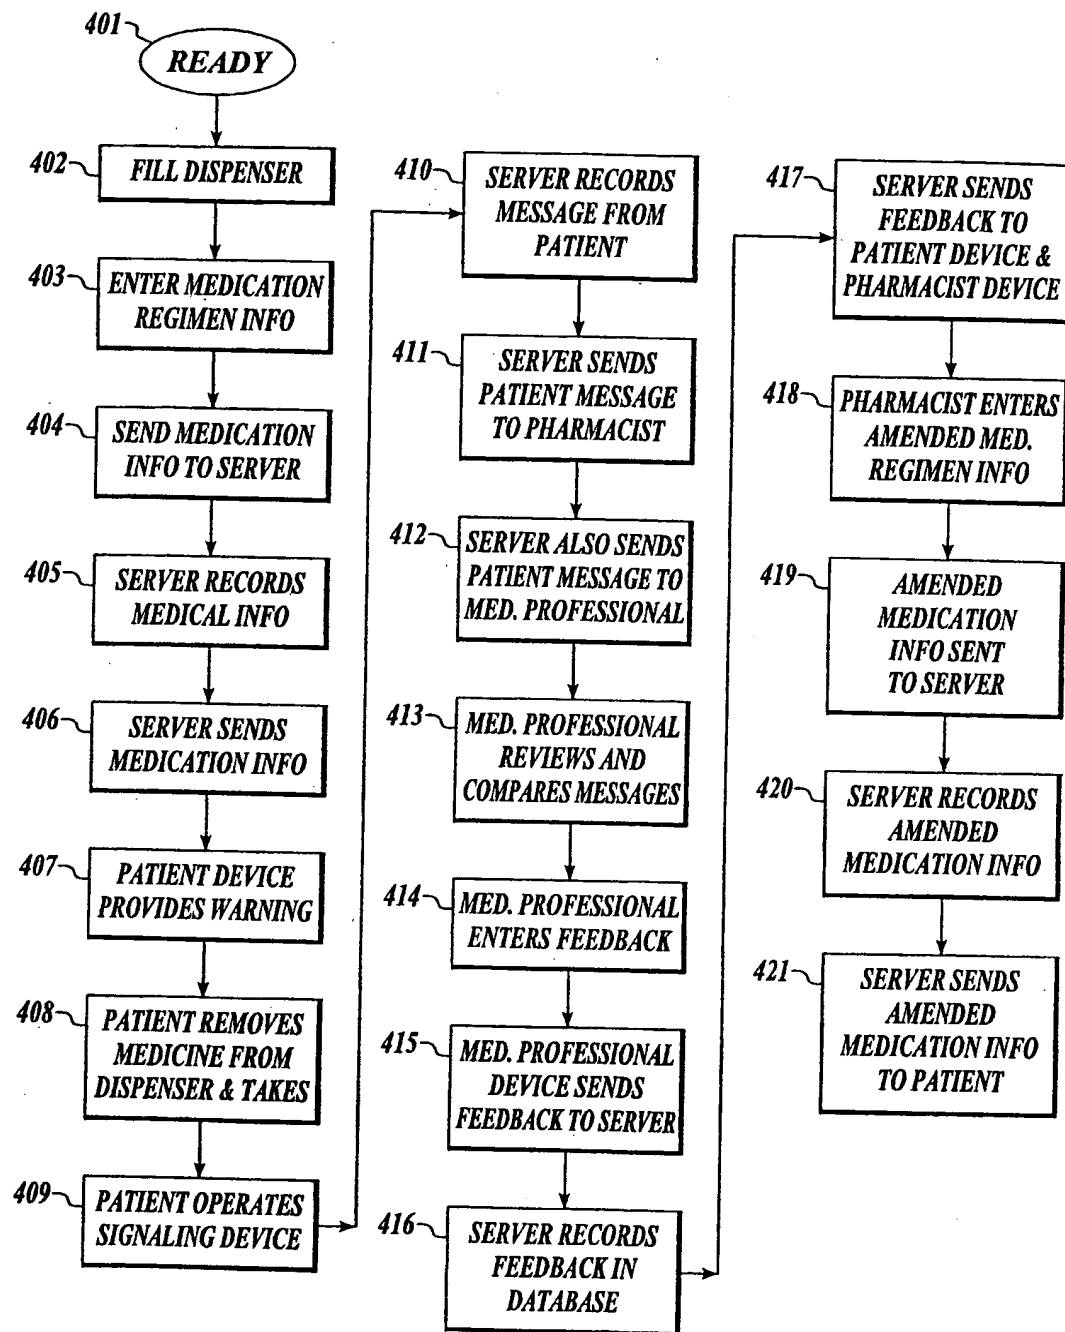 401
READY
402
FILL DISPENSER
403
ENTER MEDICATION
REGIMEN INFO
404
SEND MEDICATION
INFO TO SERVER
405
SERVER RECORDS
MEDICAL INFO
406
SERVER SENDS
MEDICATION INFO
407
PATIENT DEVICE
PROVIDES WARNING
408
PATIENT REMOVES
MEDICINE FROM
DISPENSER & TAKES
409
PATIENT OPERATES
SIGNALING DEVICE
410
SERVER RECORDS
MESSAGE FROM
PATIENT
411
SERVER SENDS
PATIENT MESSAGE
TO PHARMACIST
412
SERVER ALSO SENDS
PATIENT MESSAGE TO
MED. PROFESSIONAL
413
MED. PROFESSIONAL
REVIEWS AND
COMPARES MESSAGES
414
MED. PROFESSIONAL
ENTERS FEEDBACK
415
MED. PROFESSIONAL
DEVICE SENDS
FEEDBACK TO SERVER
416
SERVER RECORDS
FEEDBACK IN
DATABASE
417
SERVER SENDS
FEEDBACK TO
PATIENT DEVICE &
PHARMACIST DEVICE
418
PHARMACIST ENTERS
AMENDED MED.
REGIMEN INFO
419
AMENDED
MEDICATION
INFO SENT
TO SERVER
420
SERVER RECORDS
AMENDED
MEDICATION INFO
421
SERVER SENDS
AMENDED
MEDICATION INFO
TO PATIENT